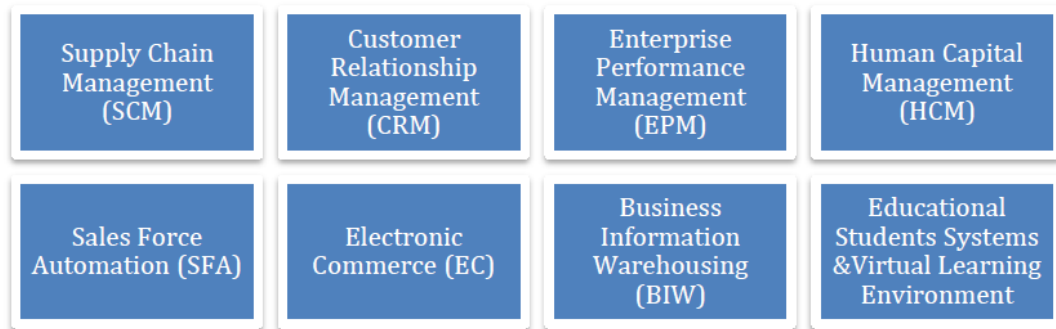 Supply Chain
Management
(SCM)
Customer
Relationship
Management
(CRM)
Enterprise
Performance
Management
(EPM)
Human Capital
Management
(HCM)
Sales Force
Automation (SFA)
Electronic
Commerce (EC)
Business
Information
Warehousing
(BIW)
Educational
Students Systems
&Virtual Learning
Environment